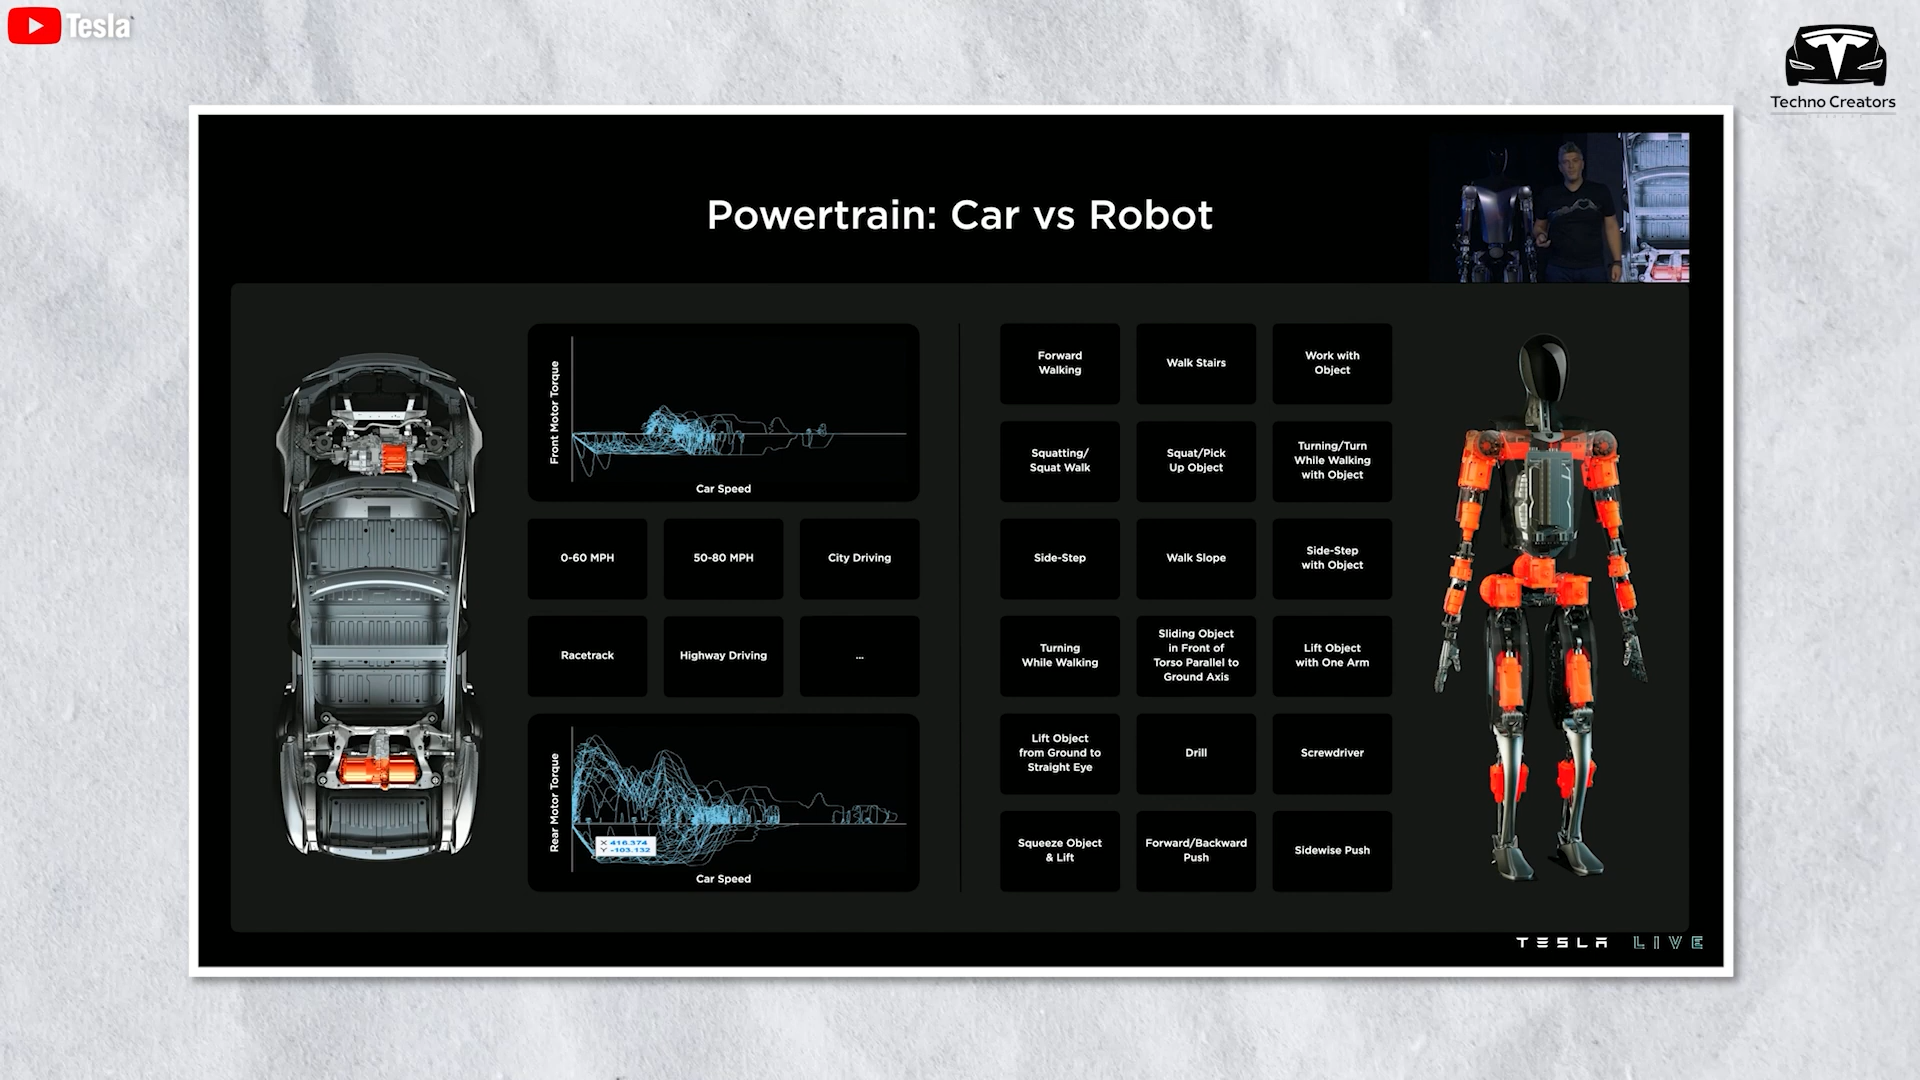 Tesla
Techno Creators
Powertrain: Car vs Robot
Front Motor Torque
Car Speed
0-60 MPH
50-80 MPH
City Driving
Racetrack
Highway Driving
...
Rear Motor Torque
X 416.374
Y -103.132
Car Speed
Forward
Walking
Walk Stairs
Work with
Object
Squatting/
Squat Walk
Squat/Pick
Up Object
Turning/Turn
While Walking
with Object
Side-Step
Walk Slope
Side-Step
with Object
Turning
While Walking
Sliding Object
in Front of
Torso Parallel to
Ground Axis
Lift Object
with One Arm
Lift Object
from Ground to
Straight Eye
Drill
Screwdriver
Squeeze Object
& Lift
Forward/Backward
Push
Sidewise Push
TESLA LIVE